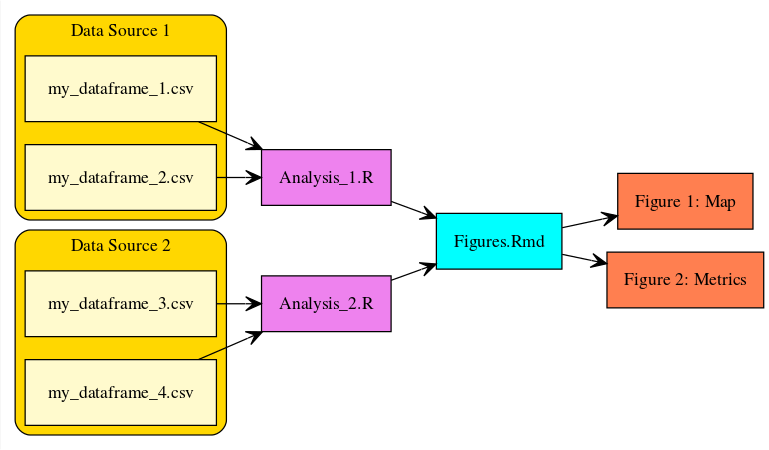 Data Source 1
my_dataframe_1.csv
my_dataframe_2.csv
Data Source 2
my_dataframe_3.csv
my_dataframe_4.csv
Analysis_1.R
Analysis_2.R
Figures.Rmd
Figure 1: Map
Figure 2: Metrics